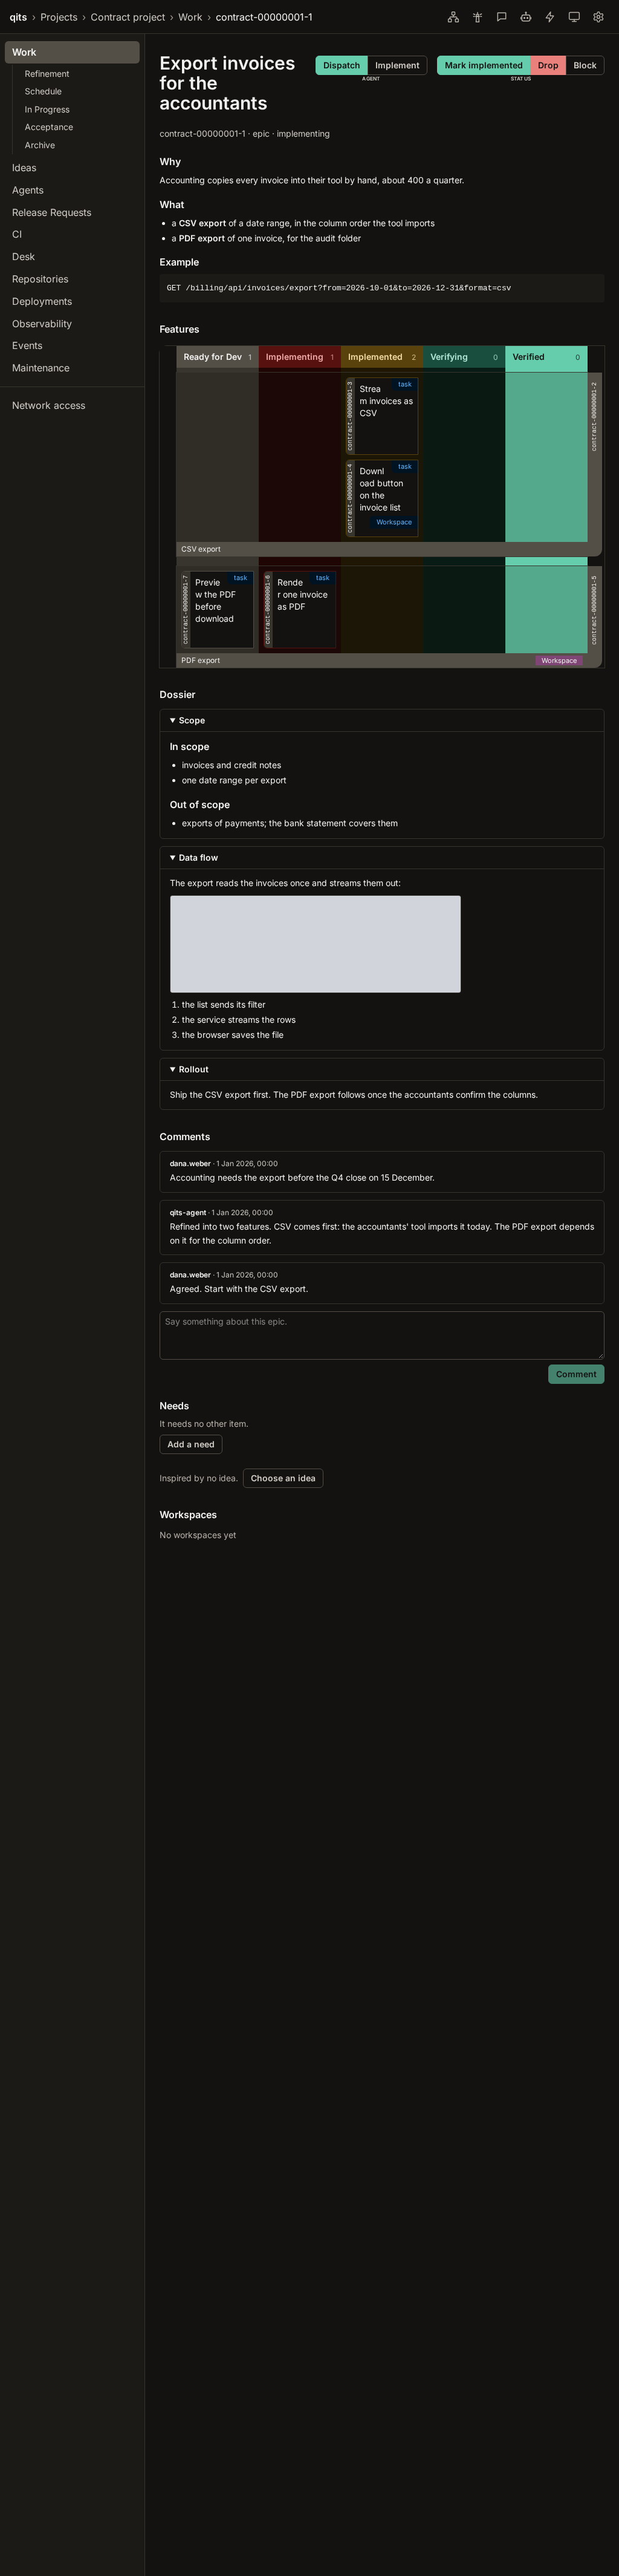 qits › Projects › Contract project › Work › contract-00000001-1
Work
Refinement
Schedule
In Progress
Acceptance
Archive
Ideas
Agents
Release Requests
CI
Desk
Repositories
Deployments
Observability
Events
Maintenance
Network access
Export invoices
for the
accountants
Dispatch Implement
AGENT
Mark implemented Drop Block
STATUS
contract-00000001-1 · epic · implementing
Why
Accounting copies every invoice into their tool by hand, about 400 a quarter.
What
• a CSV export of a date range, in the column order the tool imports
• a PDF export of one invoice, for the audit folder
Example
GET /billing/api/invoices/export?from=2026-10-01&to=2026-12-31&format=csv
Features
Ready for Dev 1 Implementing 1 Implemented 2 Verifying 0 Verified 0
contract-00000001-3
task
Strea
m invoices as
CSV
contract-00000001-4
task
Downl
oad button
on the
invoice list
Workspace
contract-00000001-2
CSV export
contract-00000001-7
task
Previe
w the PDF
before
download
contract-00000001-6
task
Rende
r one invoice
as PDF
contract-00000001-5
PDF export
Workspace
Dossier
▼ Scope
In scope
• invoices and credit notes
• one date range per export
Out of scope
• exports of payments; the bank statement covers them
▼ Data flow
The export reads the invoices once and streams them out:
1. the list sends its filter
2. the service streams the rows
3. the browser saves the file
▼ Rollout
Ship the CSV export first. The PDF export follows once the accountants confirm the columns.
Comments
dana.weber · 1 Jan 2026, 00:00
Accounting needs the export before the Q4 close on 15 December.
qits-agent · 1 Jan 2026, 00:00
Refined into two features. CSV comes first: the accountants' tool imports it today. The PDF export depends
on it for the column order.
dana.weber · 1 Jan 2026, 00:00
Agreed. Start with the CSV export.
Say something about this epic.
Comment
Needs
It needs no other item.
Add a need
Inspired by no idea. Choose an idea
Workspaces
No workspaces yet